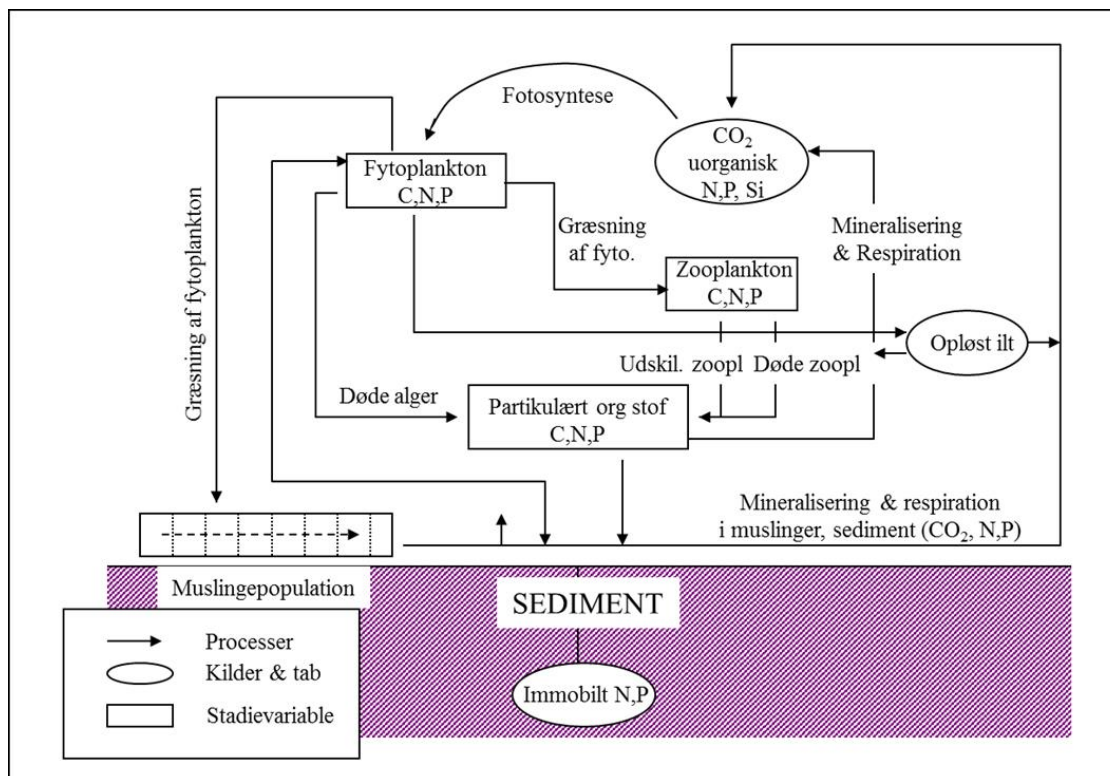 Fotosyntese
CO₂
uorganisk
N,P, Si
Fytoplankton
C,N,P
Græsning af fytoplankton
Græsning
af fyto.
Mineralisering
& Respiration
Zooplankton
C,N,P
Opløst ilt
Udskil. zoopl
Døde zoopl
Døde alger
Partikulært org stof
C,N,P
Mineralisering & respiration
i muslinger, sediment (CO₂, N,P)
Muslingepopulation
SEDIMENT
Immobilt N,P
Processer
Kilder & tab
Stadievariable